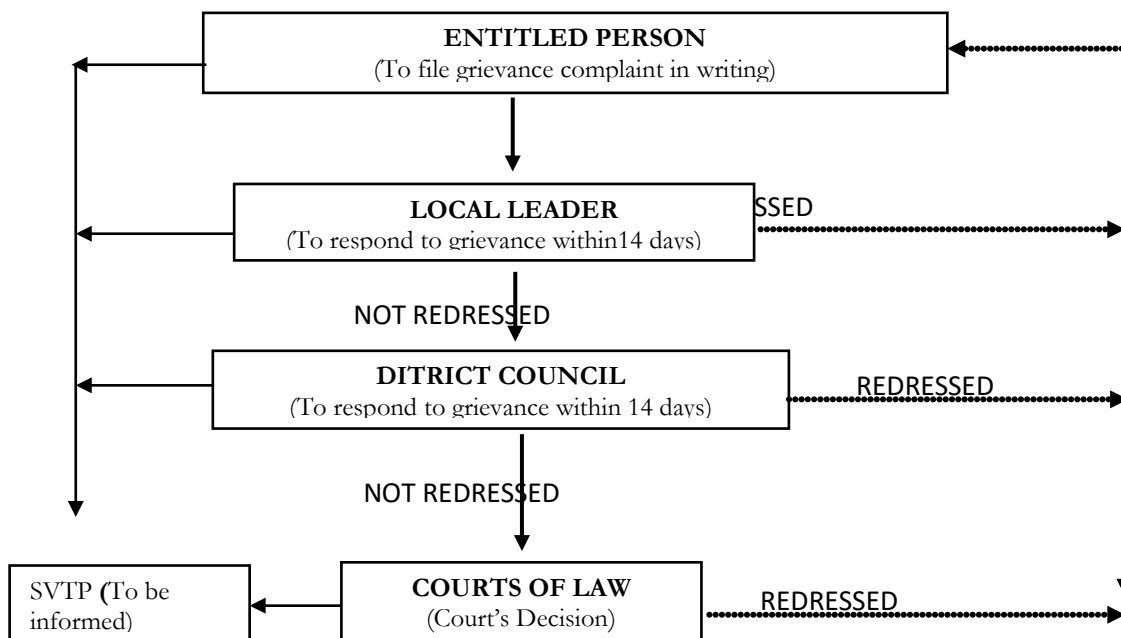 ENTITLED PERSON
(To file grievance complaint in writing)
LOCAL LEADER
(To respond to grievance within14 days)
SSED
NOT REDRESSED
DITRICT COUNCIL
(To respond to grievance within 14 days)
REDRESSED
NOT REDRESSED
SVTP (To be
informed)
COURTS OF LAW
(Court's Decision)
REDRESSED